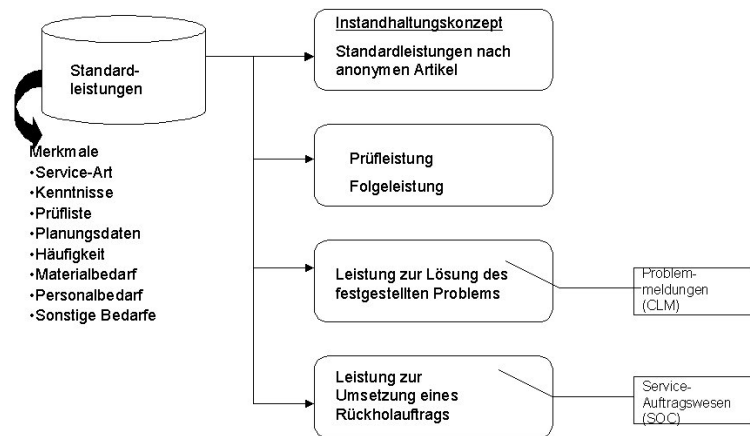 Standard-
leistungen
Merkmale
•Service-Art
•Kenntnisse
•Prüfliste
•Planungsdaten
•Häufigkeit
•Materialbedarf
•Personalbedarf
•Sonstige Bedarfe
Instandhaltungskonzept
Standardleistungen nach
anonymen Artikel
Prüfleistung
Folgeleistung
Leistung zur Lösung des
festgestellten Problems
Problem-
meldungen
(CLM)
Leistung zur
Umsetzung eines
Rückholauftrags
Service-
Auftragswesen
(SOC)